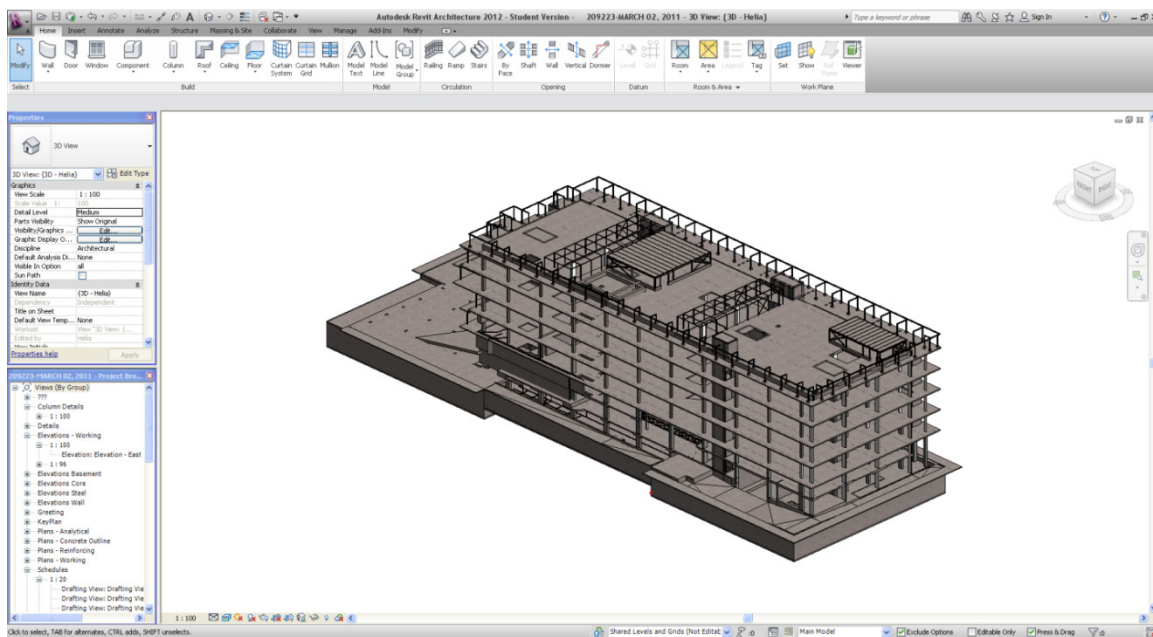 Autodesk Revit Architecture 2012 - Student Version - 209223-MARCH 02, 2011 - 3D View: {3D - Helia}
Type a keyword or phrase
Sign In
Home Insert Annotate Analyze Structure Massing & Site Collaborate View Manage Add-Ins Modify
Modify Wall Door Window Component Column Roof Ceiling Floor Curtain System Curtain Grid Mullion Model Text Model Line Model Group Railing Ramp Stairs By Face Shaft Wall Vertical Dormer Level Grid Room Area Legend Tag Set Show Ref Plane Viewer
Select Build Model Circulation Opening Datum Room & Area Work Plane
Properties
3D View
3D View: {3D - Helia} Edit Type
Graphics
View Scale 1 : 100
Scale Value 1: 100
Detail Level Medium
Parts Visibility Show Original
Visibility/Graphics ... Edit...
Graphic Display O... Edit...
Discipline Architectural
Default Analysis Di... None
Visible In Option all
Sun Path
Identity Data
View Name {3D - Helia}
Dependency Independent
Title on Sheet
Default View Temp... None
Workset View "3D View: {...
Edited by Helia
Properties help Apply
209223-MARCH 02, 2011 - Project Bro...
Views (By Group)
???
Column Details
1 : 100
Details
Elevations - Working
1 : 100
Elevation: Elevation - East
1 : 96
Elevations Basement
Elevations Core
Elevations Steel
Elevations Wall
Greeting
KeyPlan
Plans - Analytical
Plans - Concrete Outline
Plans - Reinforcing
Plans - Working
Schedules
1 : 20
Drafting View: Drafting Vie
Drafting View: Drafting Vie
Drafting View: Drafting Vie
FRONT RIGHT
1 : 100
Click to select, TAB for alternates, CTRL adds, SHIFT unselects.
Shared Levels and Grids (Not Editab :0 Main Model Exclude Options Editable Only Press & Drag :0